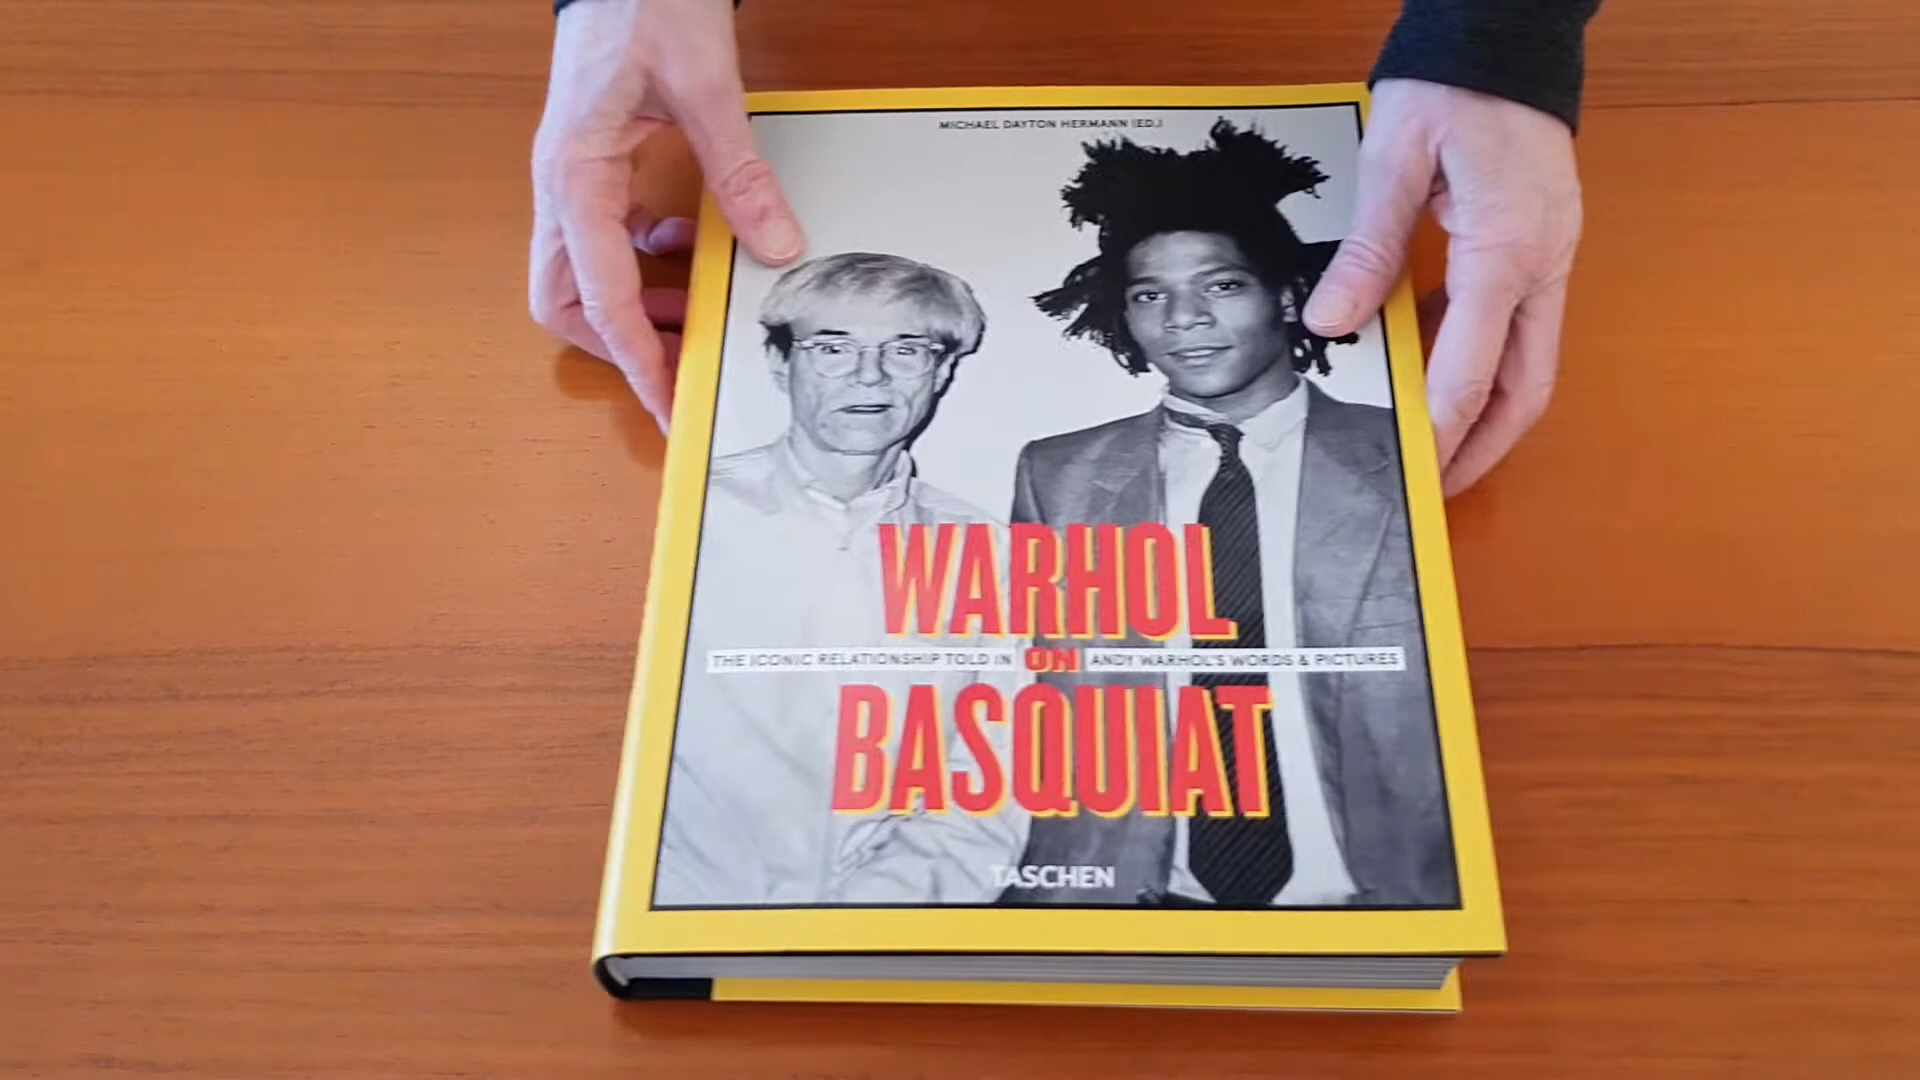 MICHAEL DAYTON HERMANN (ED.)
WARHOL
THE ICONIC RELATIONSHIP TOLD IN ON ANDY WARHOL'S WORDS & PICTURES
BASQUIAT
TASCHEN